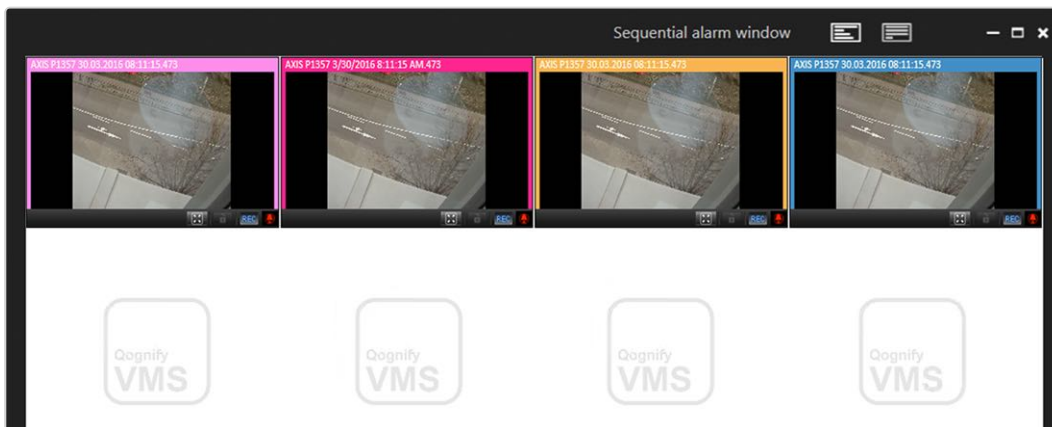 Sequential alarm window
AXIS P1357 30.03.2016 08:11:15.473
AXIS P1357 3/30/2016 8:11:15 AM.473
AXIS P1357 30.03.2016 08:11:15.473
AXIS P1357 30.03.2016 08:11:15.473
REC
REC
REC
REC
Qognify
VMS
Qognify
VMS
Qognify
VMS
Qognify
VMS